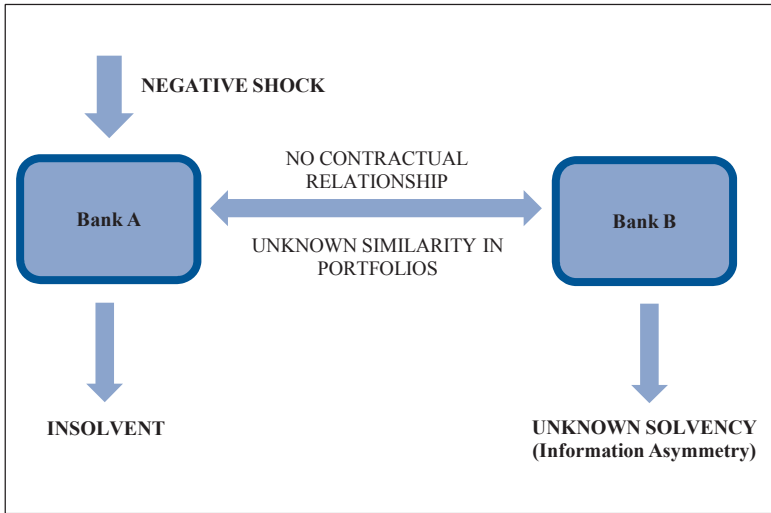 NEGATIVE SHOCK
NO CONTRACTUAL
RELATIONSHIP
Bank A
Bank B
UNKNOWN SIMILARITY IN
PORTFOLIOS
INSOLVENT
UNKNOWN SOLVENCY
(Information Asymmetry)